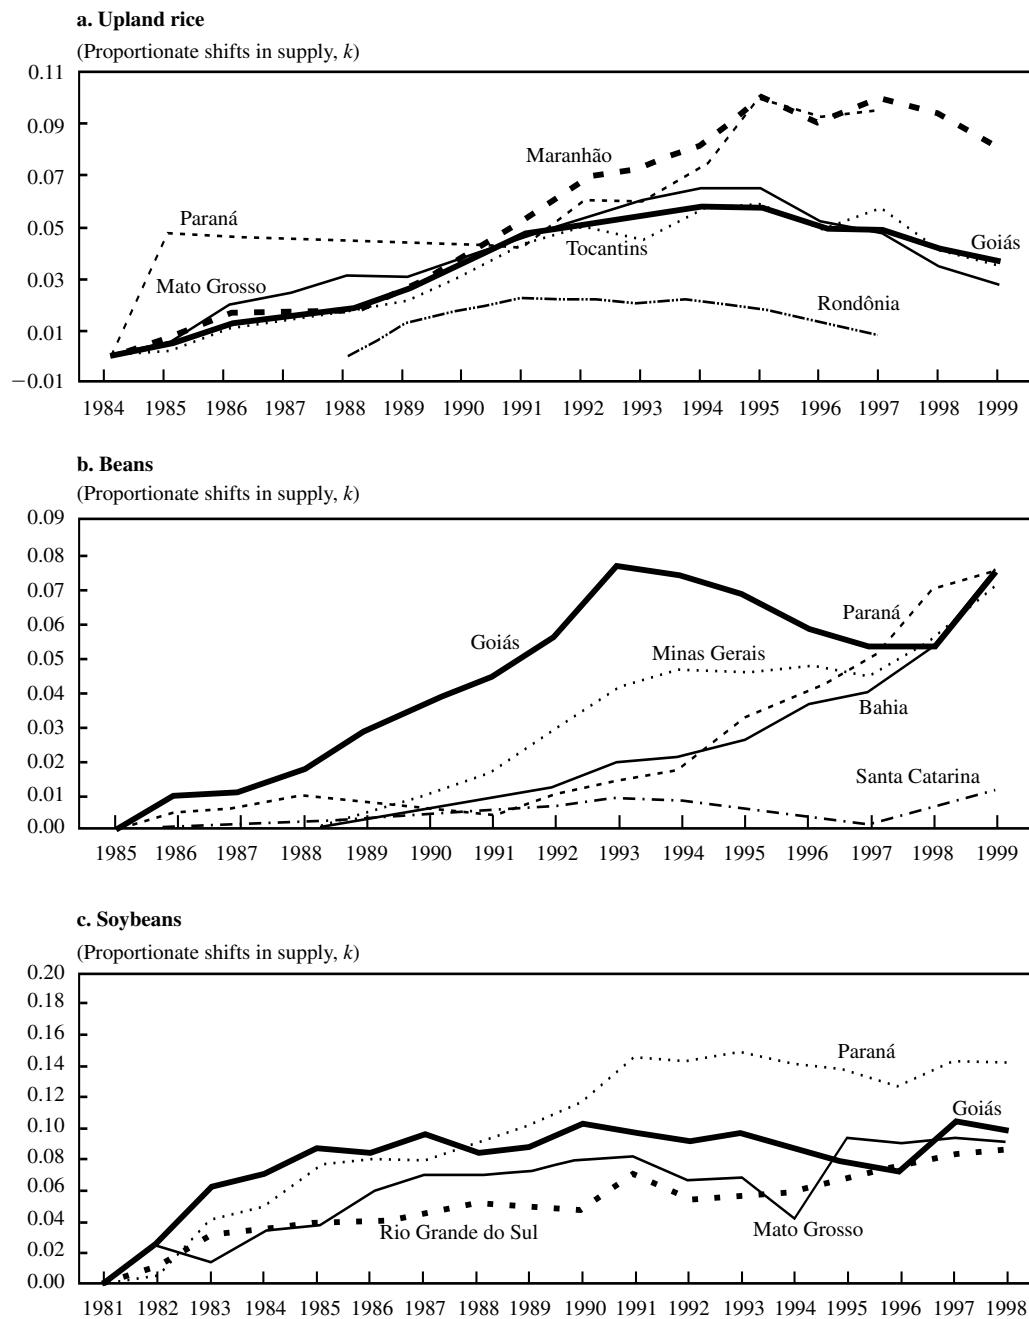 a. Upland rice
(Proportionate shifts in supply, k)
0.11
0.09
0.07
0.05
0.03
0.01
−0.01
Maranhão
Paraná
Tocantins
Goiás
Mato Grosso
Rondônia
1984 1985 1986 1987 1988 1989 1990 1991 1992 1993 1994 1995 1996 1997 1998 1999
b. Beans
(Proportionate shifts in supply, k)
0.09
0.08
0.07
0.06
0.05
0.04
0.03
0.02
0.01
0.00
Paraná
Goiás
Minas Gerais
Bahia
Santa Catarina
1985 1986 1987 1988 1989 1990 1991 1992 1993 1994 1995 1996 1997 1998 1999
c. Soybeans
(Proportionate shifts in supply, k)
0.20
0.18
0.16
0.14
0.12
0.10
0.08
0.06
0.04
0.02
0.00
Paraná
Goiás
Rio Grande do Sul
Mato Grosso
1981 1982 1983 1984 1985 1986 1987 1988 1989 1990 1991 1992 1993 1994 1995 1996 1997 1998